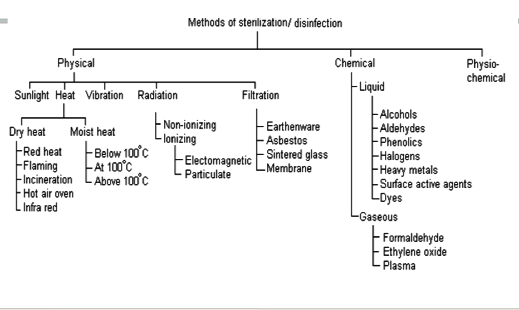 Methods of sterilization/ disinfection
Physical
Chemical
Physio-
chemical
Sunlight Heat Vibration Radiation Filtration
Dry heat
Red heat
Flaming
Incineration
Hot air oven
Infra red
Moist heat
Below 100°C
At 100°C
Above 100°C
Non-ionizing
Ionizing
Electomagnetic
Particulate
Earthenware
Asbestos
Sintered glass
Membrane
Liquid
Alcohols
Aldehydes
Phenolics
Halogens
Heavy metals
Surface active agents
Dyes
Gaseous
Formaldehyde
Ethylene oxide
Plasma